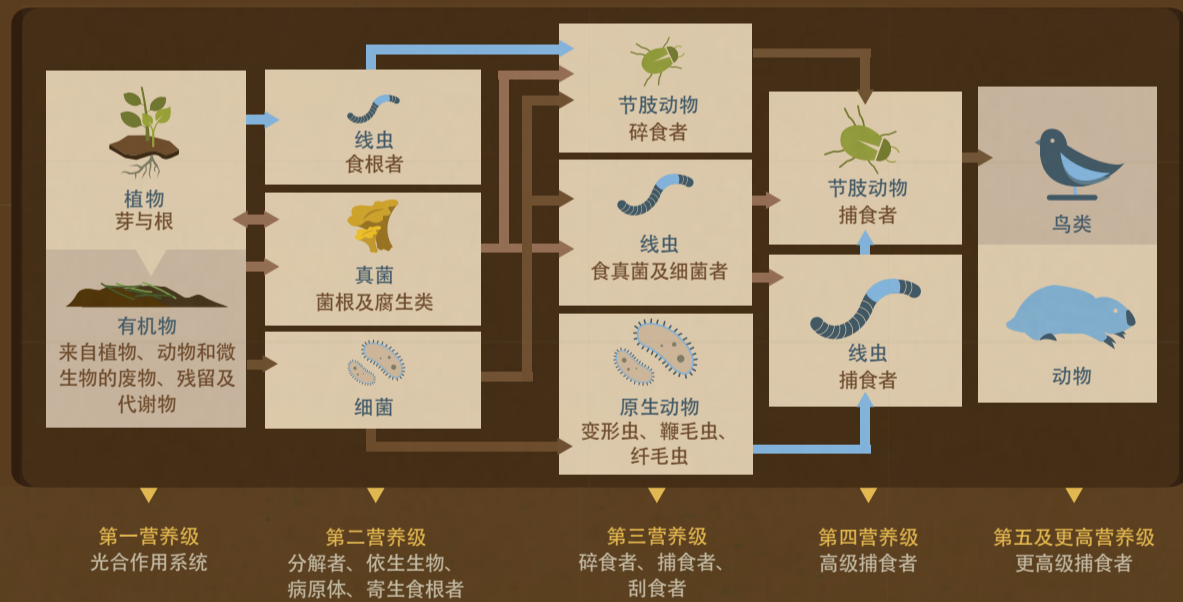 植物
芽与根
有机物
来自植物、动物和微
生物的废物、残留及
代谢物
线虫
食根者
真菌
菌根及腐生类
细菌
节肢动物
碎食者
线虫
食真菌及细菌者
原生动物
变形虫、鞭毛虫、
纤毛虫
节肢动物
捕食者
线虫
捕食者
鸟类
动物
第一营养级
光合作用系统
第二营养级
分解者、依生生物、
病原体、寄生食根者
第三营养级
碎食者、捕食者、
刮食者
第四营养级
高级捕食者
第五及更高营养级
更高级捕食者